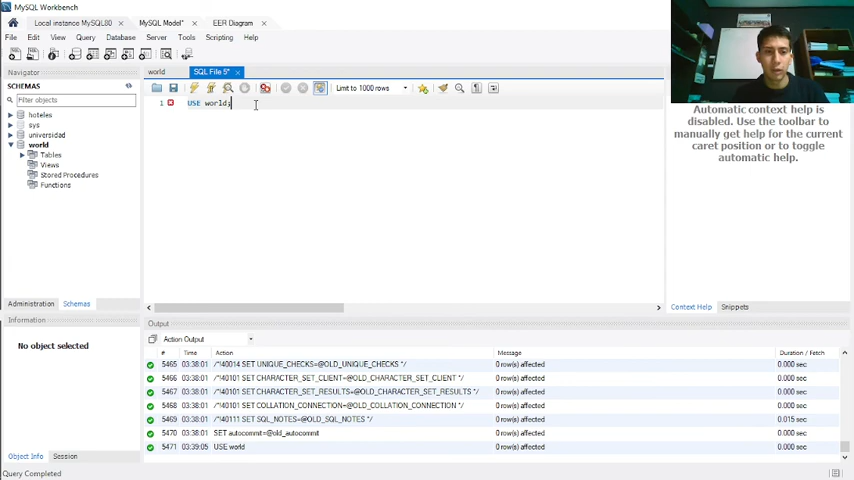 MySQL Workbench
Local instance MySQL80 × MySQL Model* × EER Diagram ×
File Edit View Query Database Server Tools Scripting Help
Navigator
SCHEMAS
Filter objects
hoteles
sys
universidad
world
Tables
Views
Stored Procedures
Functions
Administration Schemas
Information
No object selected
Object Info Session
Query Completed
world SQL File 5* ×
Limit to 1000 rows
1 USE world;
Automatic context help is
disabled. Use the toolbar to
manually get help for the current
caret position or to toggle
automatic help.
Context Help Snippets
Output
Action Output
# Time Action Message Duration / Fetch
5465 03:38:01 /*!40014 SET UNIQUE_CHECKS=@OLD_UNIQUE_CHECKS */ 0 row(s) affected 0.000 sec
5466 03:38:01 /*!40101 SET CHARACTER_SET_CLIENT=@OLD_CHARACTER_SET_CLIENT */ 0 row(s) affected 0.000 sec
5467 03:38:01 /*!40101 SET CHARACTER_SET_RESULTS=@OLD_CHARACTER_SET_RESULTS */ 0 row(s) affected 0.000 sec
5468 03:38:01 /*!40101 SET COLLATION_CONNECTION=@OLD_COLLATION_CONNECTION */ 0 row(s) affected 0.000 sec
5469 03:38:01 /*!40111 SET SQL_NOTES=@OLD_SQL_NOTES */ 0 row(s) affected 0.015 sec
5470 03:38:01 SET autocommit=@old_autocommit 0 row(s) affected 0.000 sec
5471 03:39:05 USE world 0 row(s) affected 0.000 sec